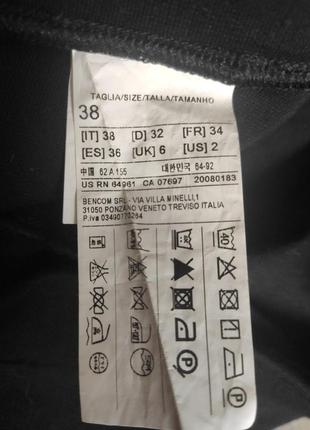 TAGLIA/SIZE/TALLA/TAMANHO
38
[IT] 38 [D] 32 [FR] 34
[ES] 36 [UK] 6 [US] 2
中国 62 A 155 대한민국 64-92
US RN 64961 CA 07697 20080183
BENCOM SRL - VIA VILLA MINELLI,1
31050 PONZANO VENETO TREVISO ITALIA
P.iva 03490770264
40
P
P